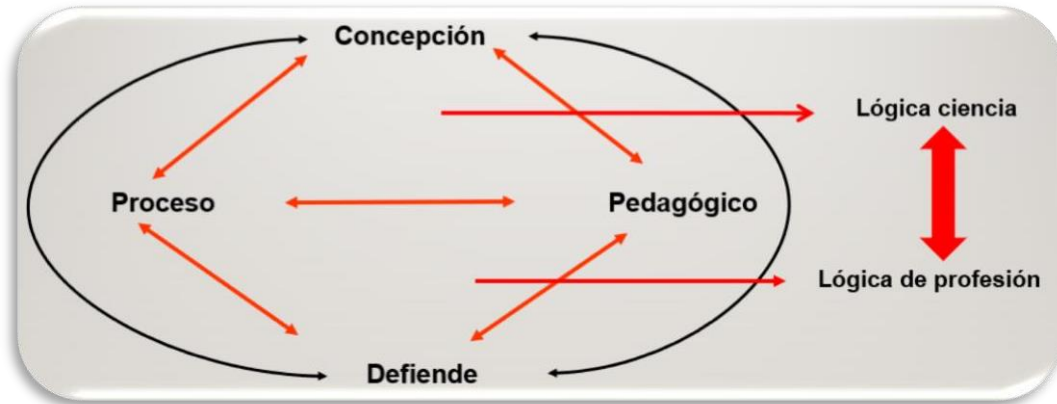 Concepción
Lógica ciencia
Proceso
Pedagógico
Lógica de profesión
Defiende